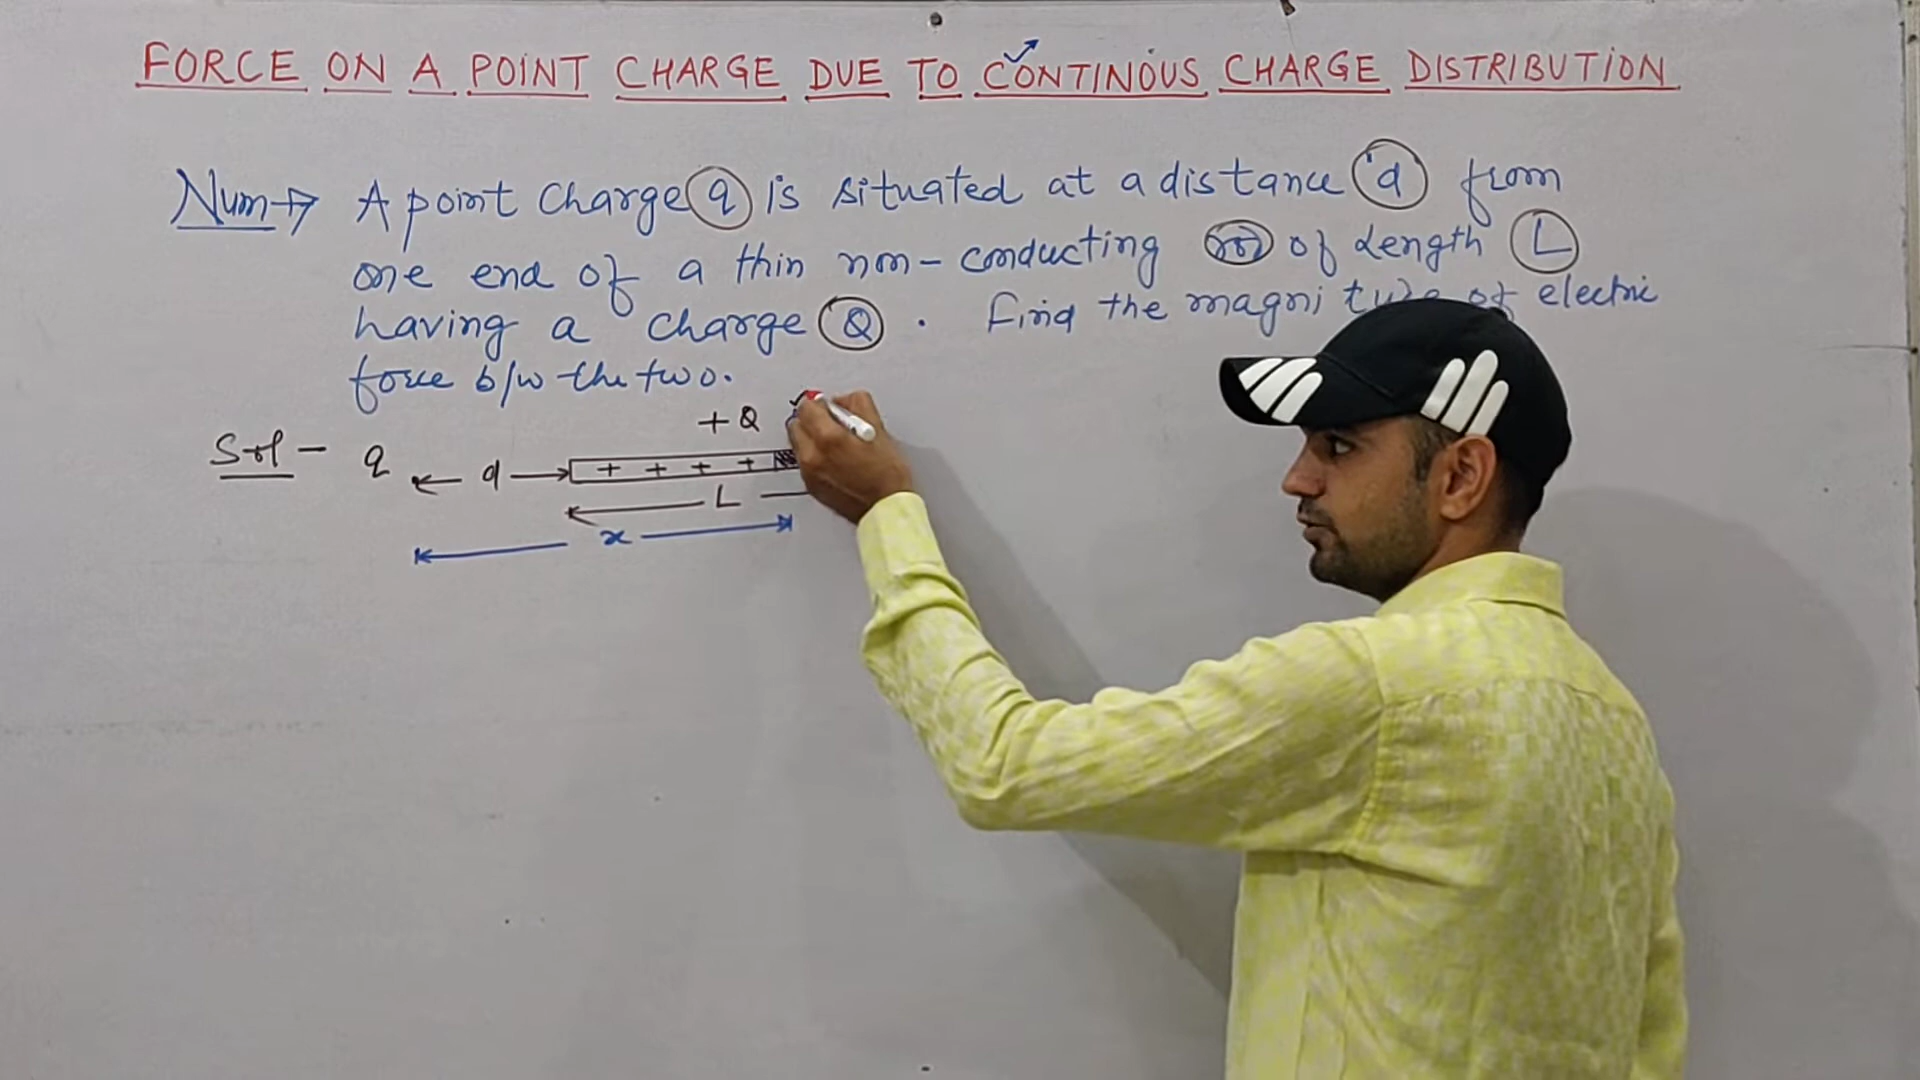 FORCE ON A POINT CHARGE DUE TO CONTINOUS CHARGE DISTRIBUTION
Num→ A point Charge q is situated at a distance 'd' from
one end of a thin non-conducting rod of Length L
having a charge Q. find the magnitude of electric
force b/w the two.
+Q
Sol- q
d
+ + + +
L
x